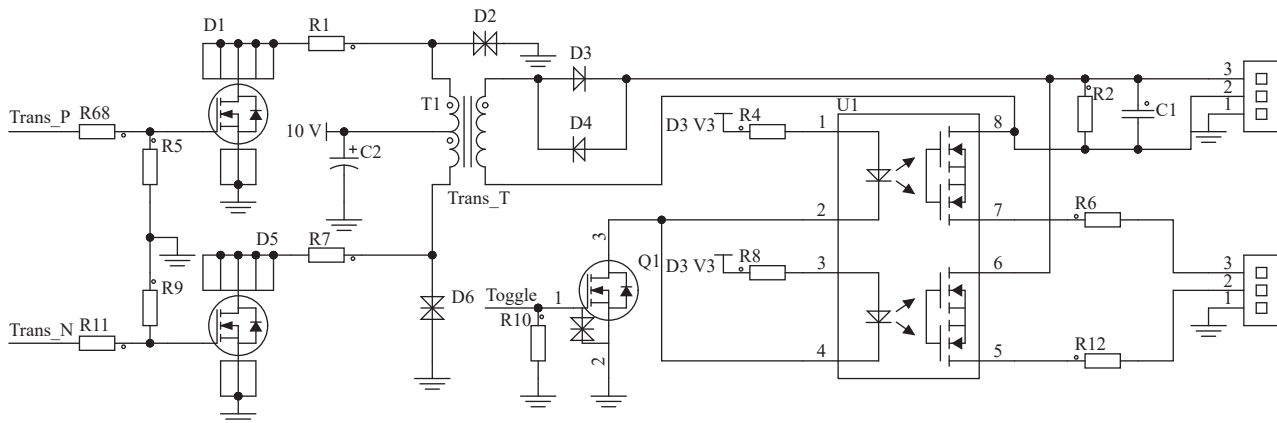 D1
R1
D2
D3
Trans_P
R68
T1
U1
3
2
1
R2
C1
10 V
C2
D4
D3 V3
R4
1
8
R5
Trans_T
2
7
R6
D5
R7
3
Q1
D3 V3
R8
3
6
3
2
1
R9
D6
Toggle
1
R10
Trans_N
R11
2
4
5
R12